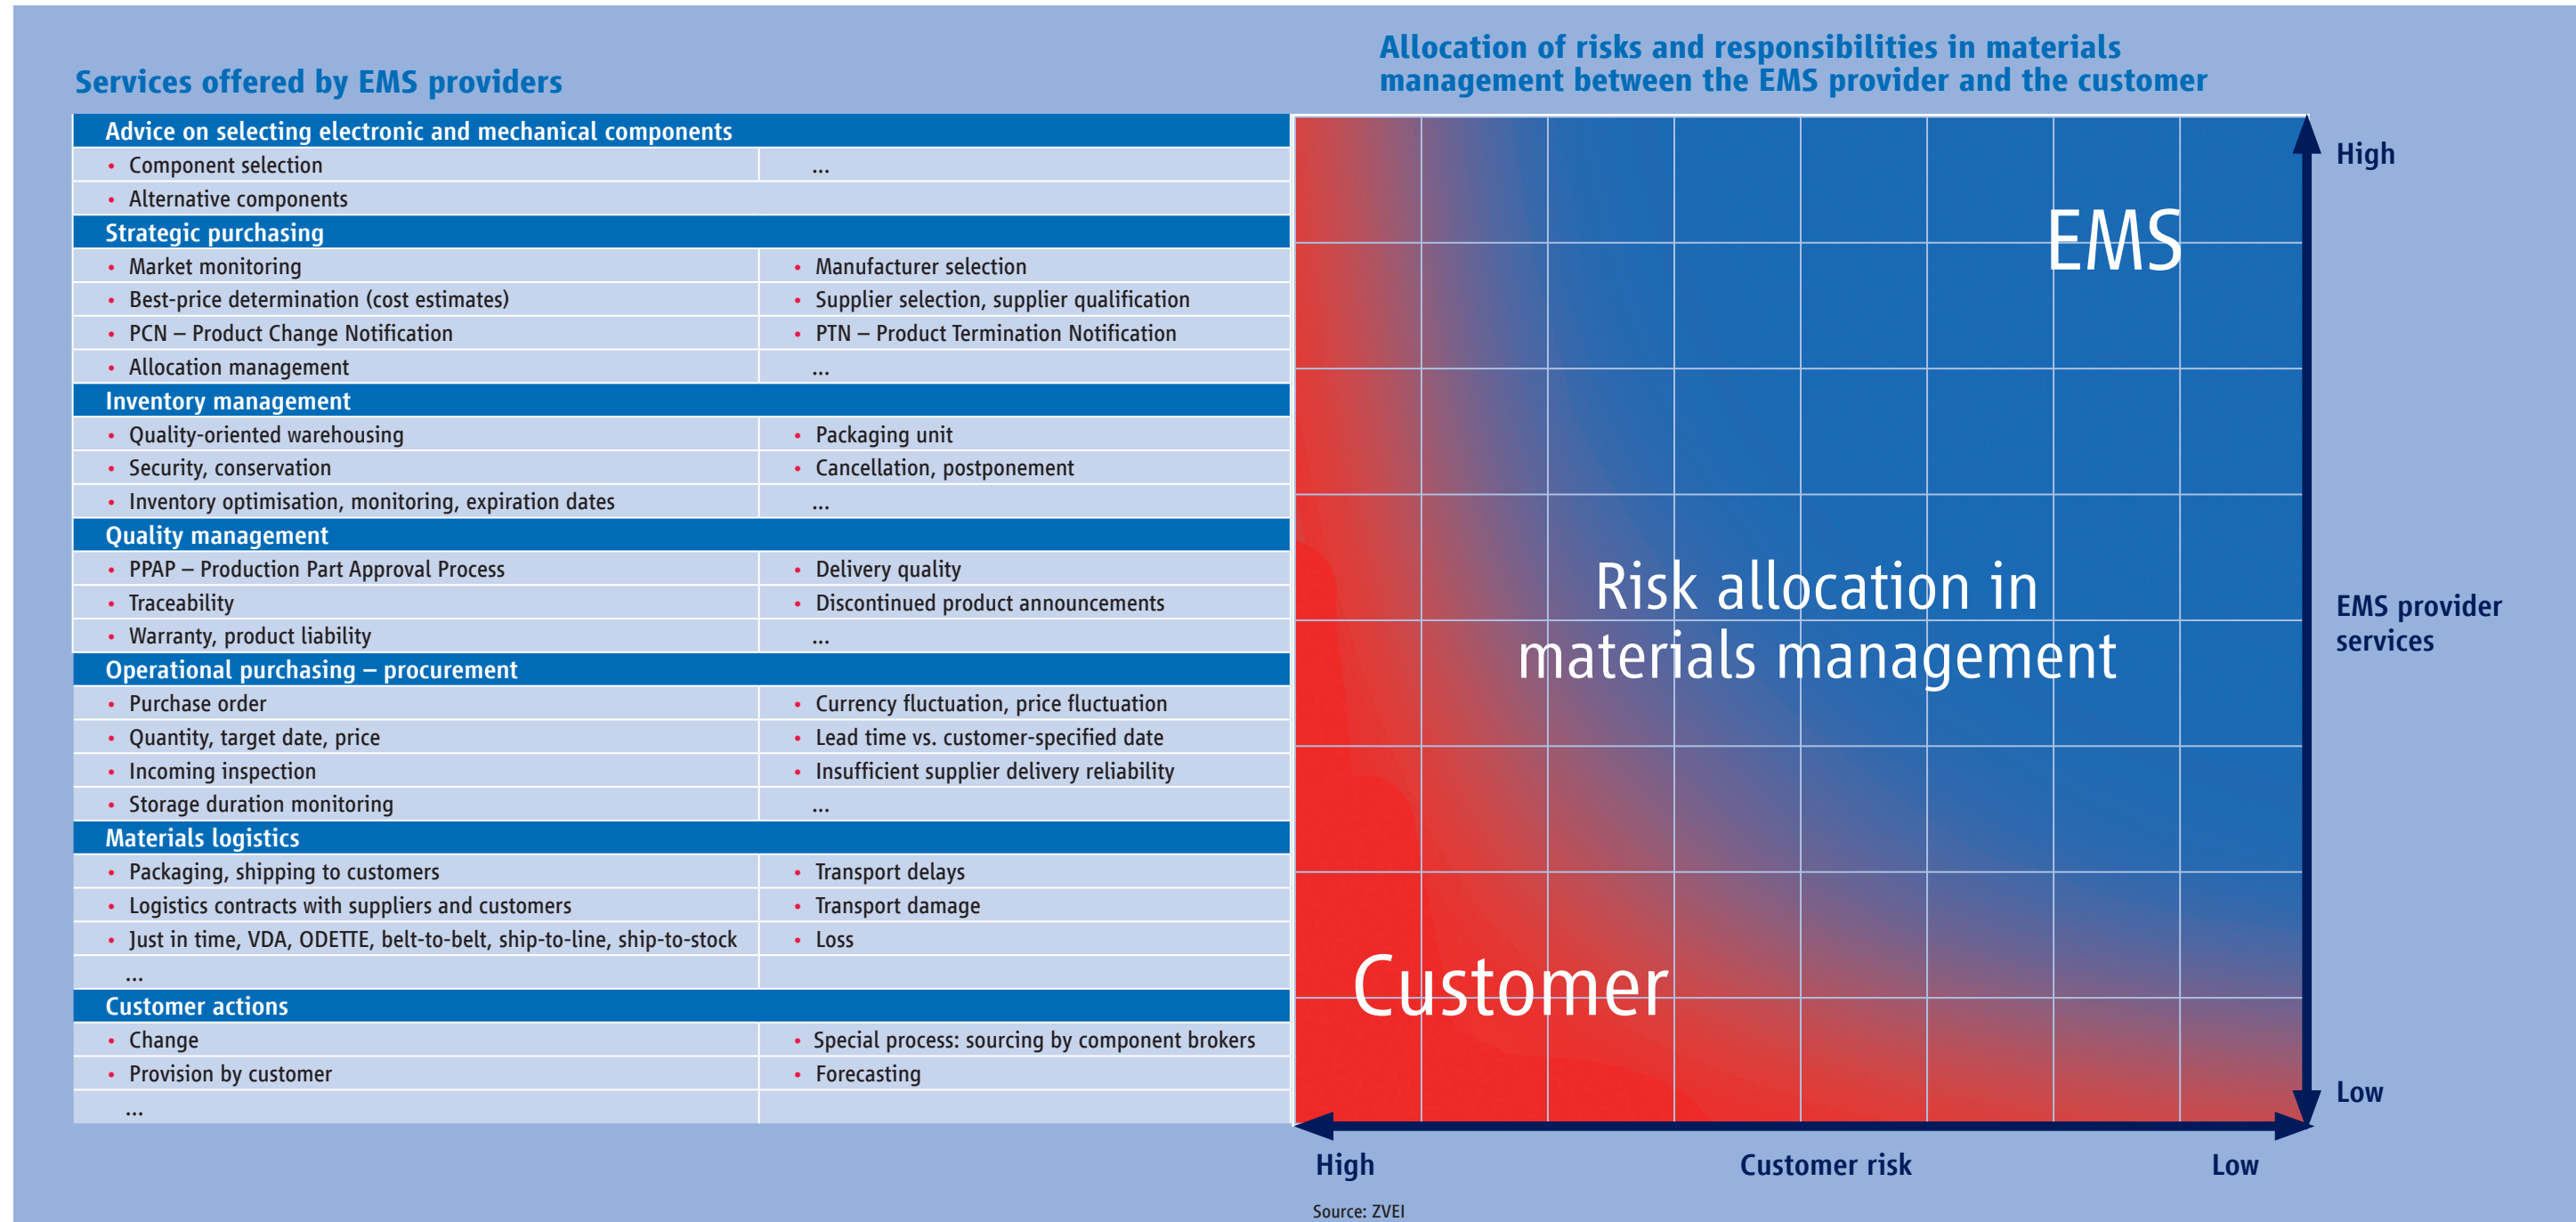 Services offered by EMS providers
Advice on selecting electronic and mechanical components
• Component selection
...
• Alternative components
Strategic purchasing
• Market monitoring
• Manufacturer selection
• Best-price determination (cost estimates)
• Supplier selection, supplier qualification
• PCN – Product Change Notification
• PTN – Product Termination Notification
• Allocation management
...
Inventory management
• Quality-oriented warehousing
• Packaging unit
• Security, conservation
• Cancellation, postponement
• Inventory optimisation, monitoring, expiration dates
...
Quality management
• PPAP – Production Part Approval Process
• Delivery quality
• Traceability
• Discontinued product announcements
• Warranty, product liability
...
Operational purchasing – procurement
• Purchase order
• Currency fluctuation, price fluctuation
• Quantity, target date, price
• Lead time vs. customer-specified date
• Incoming inspection
• Insufficient supplier delivery reliability
• Storage duration monitoring
...
Materials logistics
• Packaging, shipping to customers
• Transport delays
• Logistics contracts with suppliers and customers
• Transport damage
• Just in time, VDA, ODETTE, belt-to-belt, ship-to-line, ship-to-stock
• Loss
...
Customer actions
• Change
• Special process: sourcing by component brokers
• Provision by customer
• Forecasting
...
Allocation of risks and responsibilities in materials
management between the EMS provider and the customer
High
EMS
Risk allocation in
materials management
EMS provider
services
Customer
Low
High
Customer risk
Low
Source: ZVEI